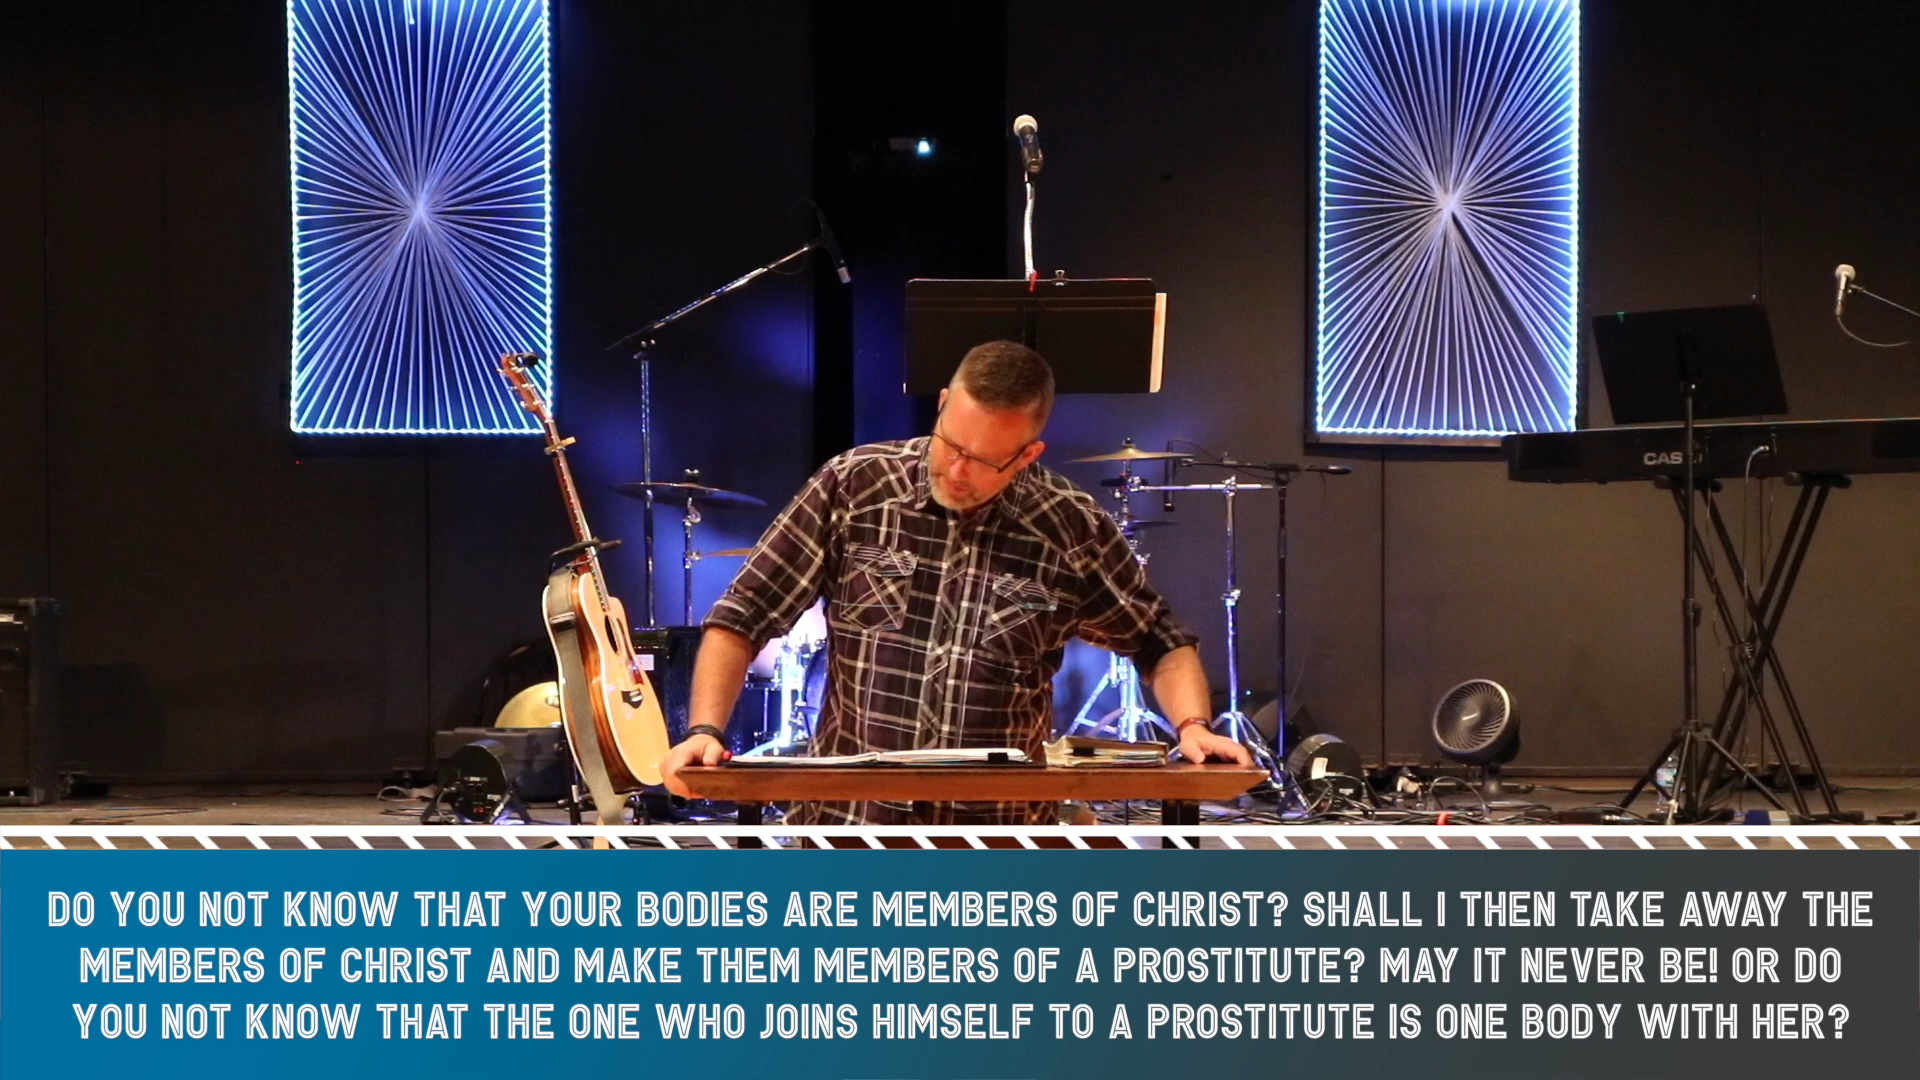 CAS
DO YOU NOT KNOW THAT YOUR BODIES ARE MEMBERS OF CHRIST? SHALL I THEN TAKE AWAY THE
MEMBERS OF CHRIST AND MAKE THEM MEMBERS OF A PROSTITUTE? MAY IT NEVER BE! OR DO
YOU NOT KNOW THAT THE ONE WHO JOINS HIMSELF TO A PROSTITUTE IS ONE BODY WITH HER?